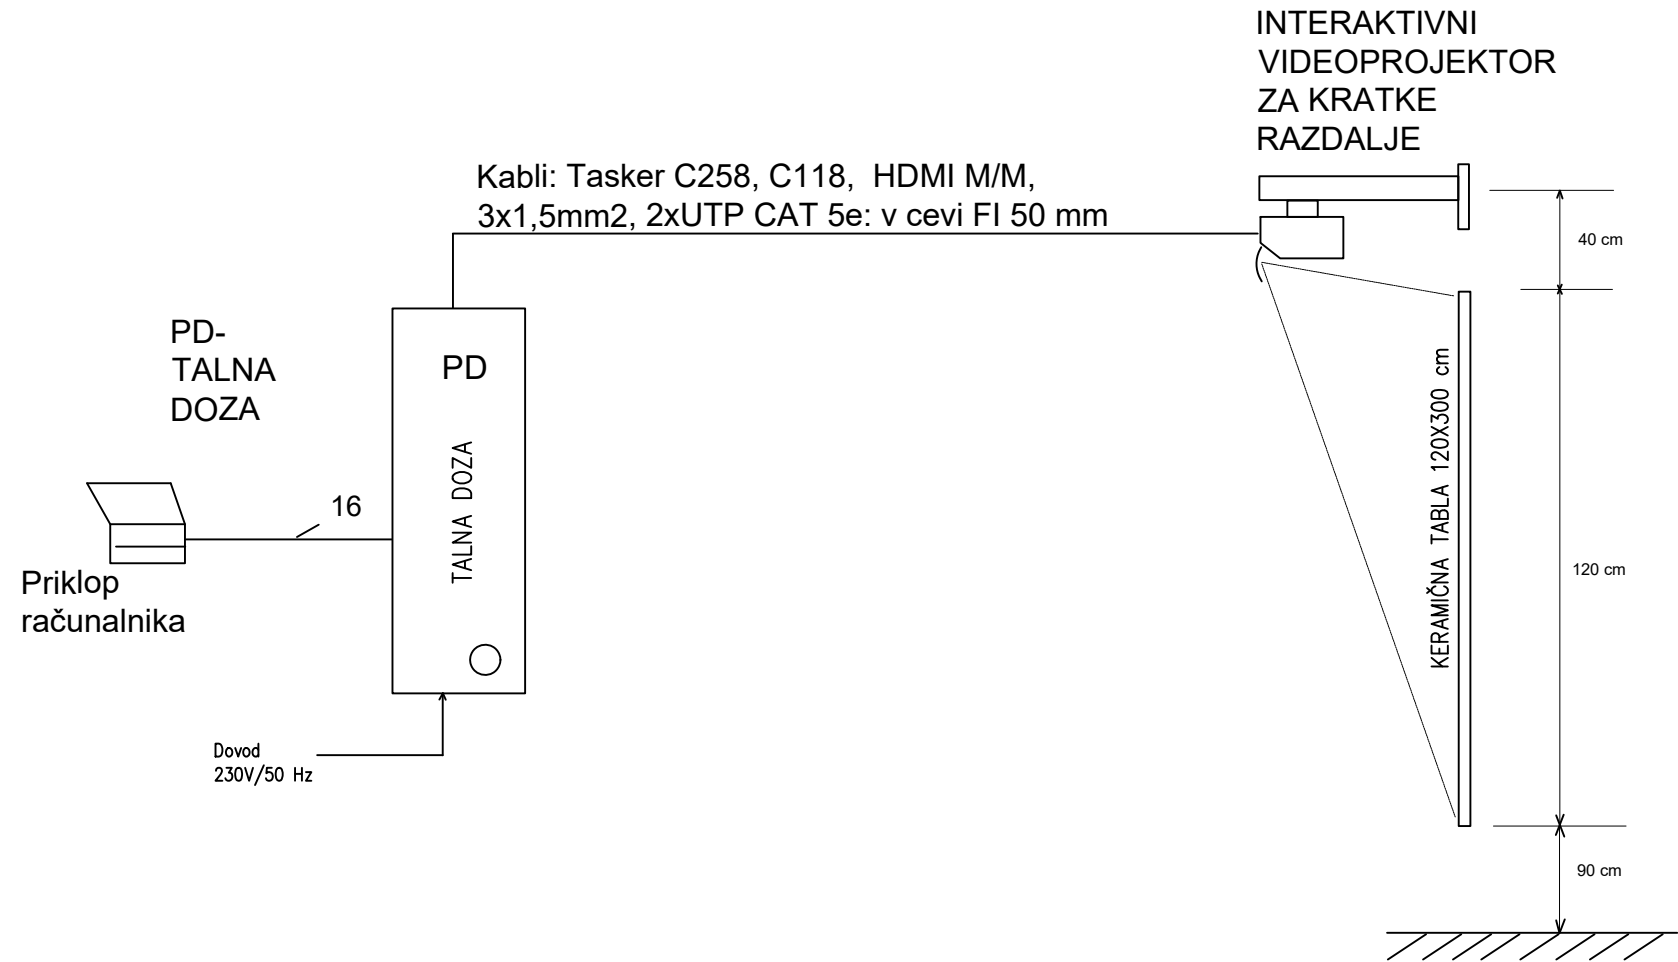 INTERAKTIVNI
VIDEOPROJEKTOR
ZA KRATKE
RAZDALJE
Kabli: Tasker C258, C118, HDMI M/M,
3x1,5mm2, 2xUTP CAT 5e: v cevi FI 50 mm
40 cm
PD-
TALNA
DOZA
PD
TALNA DOZA
KERAMIČNA TABLA 120X300 cm
16
Priklop
računalnika
120 cm
Dovod
230V/50 Hz
90 cm